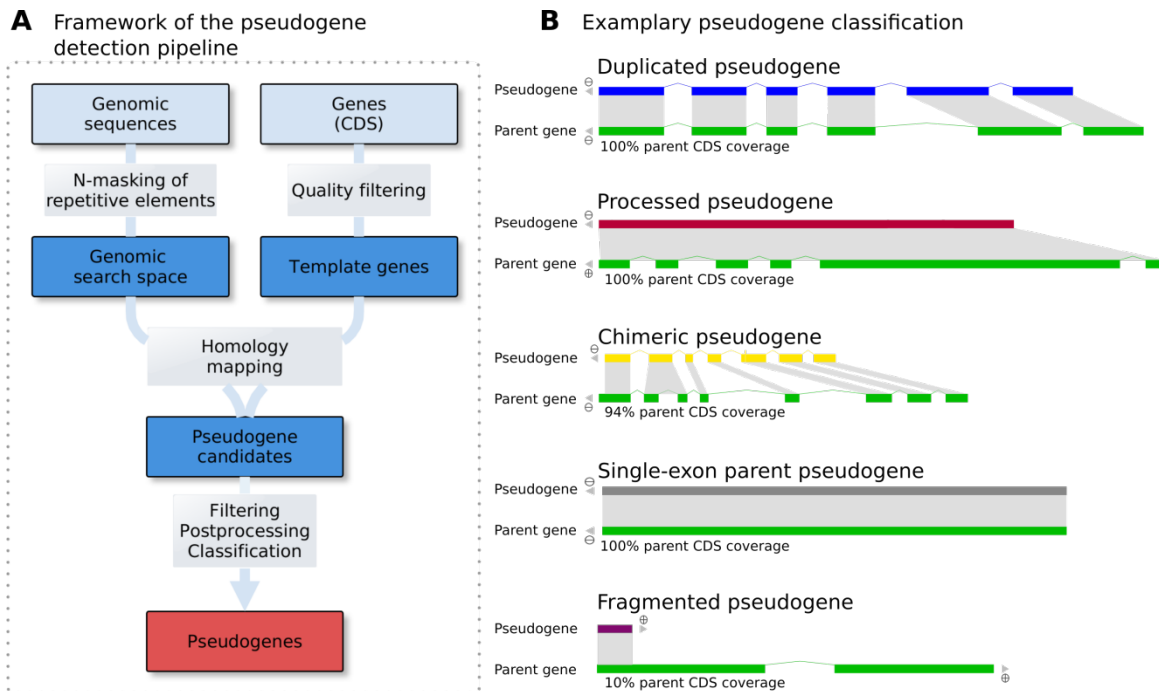 A Framework of the pseudogene
detection pipeline
Genomic
sequences
Genes
(CDS)
N-masking of
repetitive elements
Quality filtering
Genomic
search space
Template genes
Homology
mapping
Pseudogene
candidates
Filtering
Postprocessing
Classification
Pseudogenes
B Examplary pseudogene classification
Duplicated pseudogene
⊖
Pseudogene
Parent gene
⊖
100% parent CDS coverage
Processed pseudogene
⊖
Pseudogene
Parent gene
⊕
100% parent CDS coverage
Chimeric pseudogene
⊖
Pseudogene
Parent gene
⊖
94% parent CDS coverage
Single-exon parent pseudogene
⊖
Pseudogene
Parent gene
⊖
100% parent CDS coverage
Fragmented pseudogene
Pseudogene ⊕
Parent gene
⊕
10% parent CDS coverage